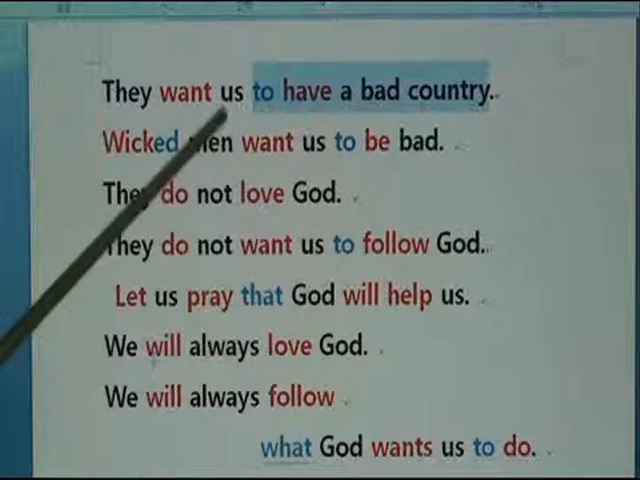 They want us to have a bad country.
Wicked men want us to be bad.
They do not love God.
They do not want us to follow God.
Let us pray that God will help us.
We will always love God.
We will always follow
what God wants us to do.